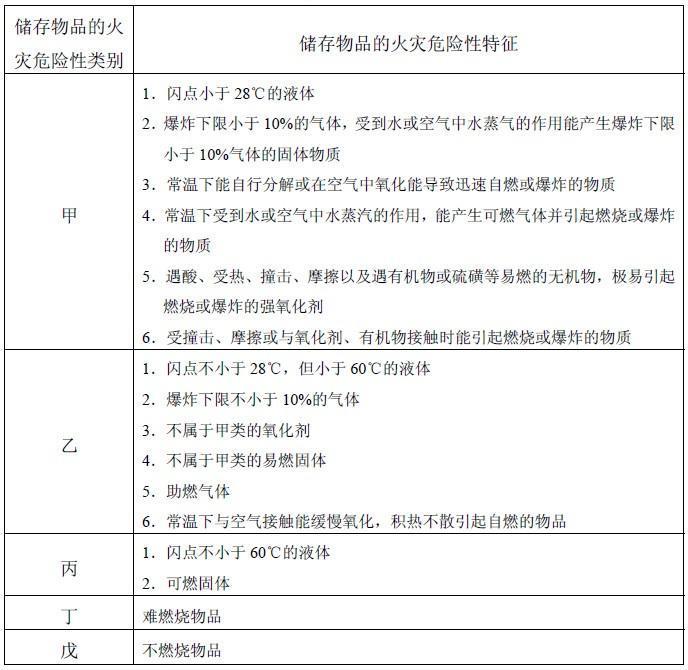 储存物品的火
灾危险性类别
储存物品的火灾危险性特征
甲
1. 闪点小于 28℃的液体
2. 爆炸下限小于 10%的气体,受到水或空气中水蒸气的作用能产生爆炸下限
小于 10%气体的固体物质
3. 常温下能自行分解或在空气中氧化能导致迅速自燃或爆炸的物质
4. 常温下受到水或空气中水蒸汽的作用,能产生可燃气体并引起燃烧或爆炸
的物质
5. 遇酸、受热、撞击、摩擦以及遇有机物或硫磺等易燃的无机物,极易引起
燃烧或爆炸的强氧化剂
6. 受撞击、摩擦或与氧化剂、有机物接触时能引起燃烧或爆炸的物质
乙
1. 闪点不小于 28℃,但小于 60℃的液体
2. 爆炸下限不小于 10%的气体
3. 不属于甲类的氧化剂
4. 不属于甲类的易燃固体
5. 助燃气体
6. 常温下与空气接触能缓慢氧化,积热不散引起自燃的物品
丙
1. 闪点不小于 60℃的液体
2. 可燃固体
丁
难燃烧物品
戊
不燃烧物品